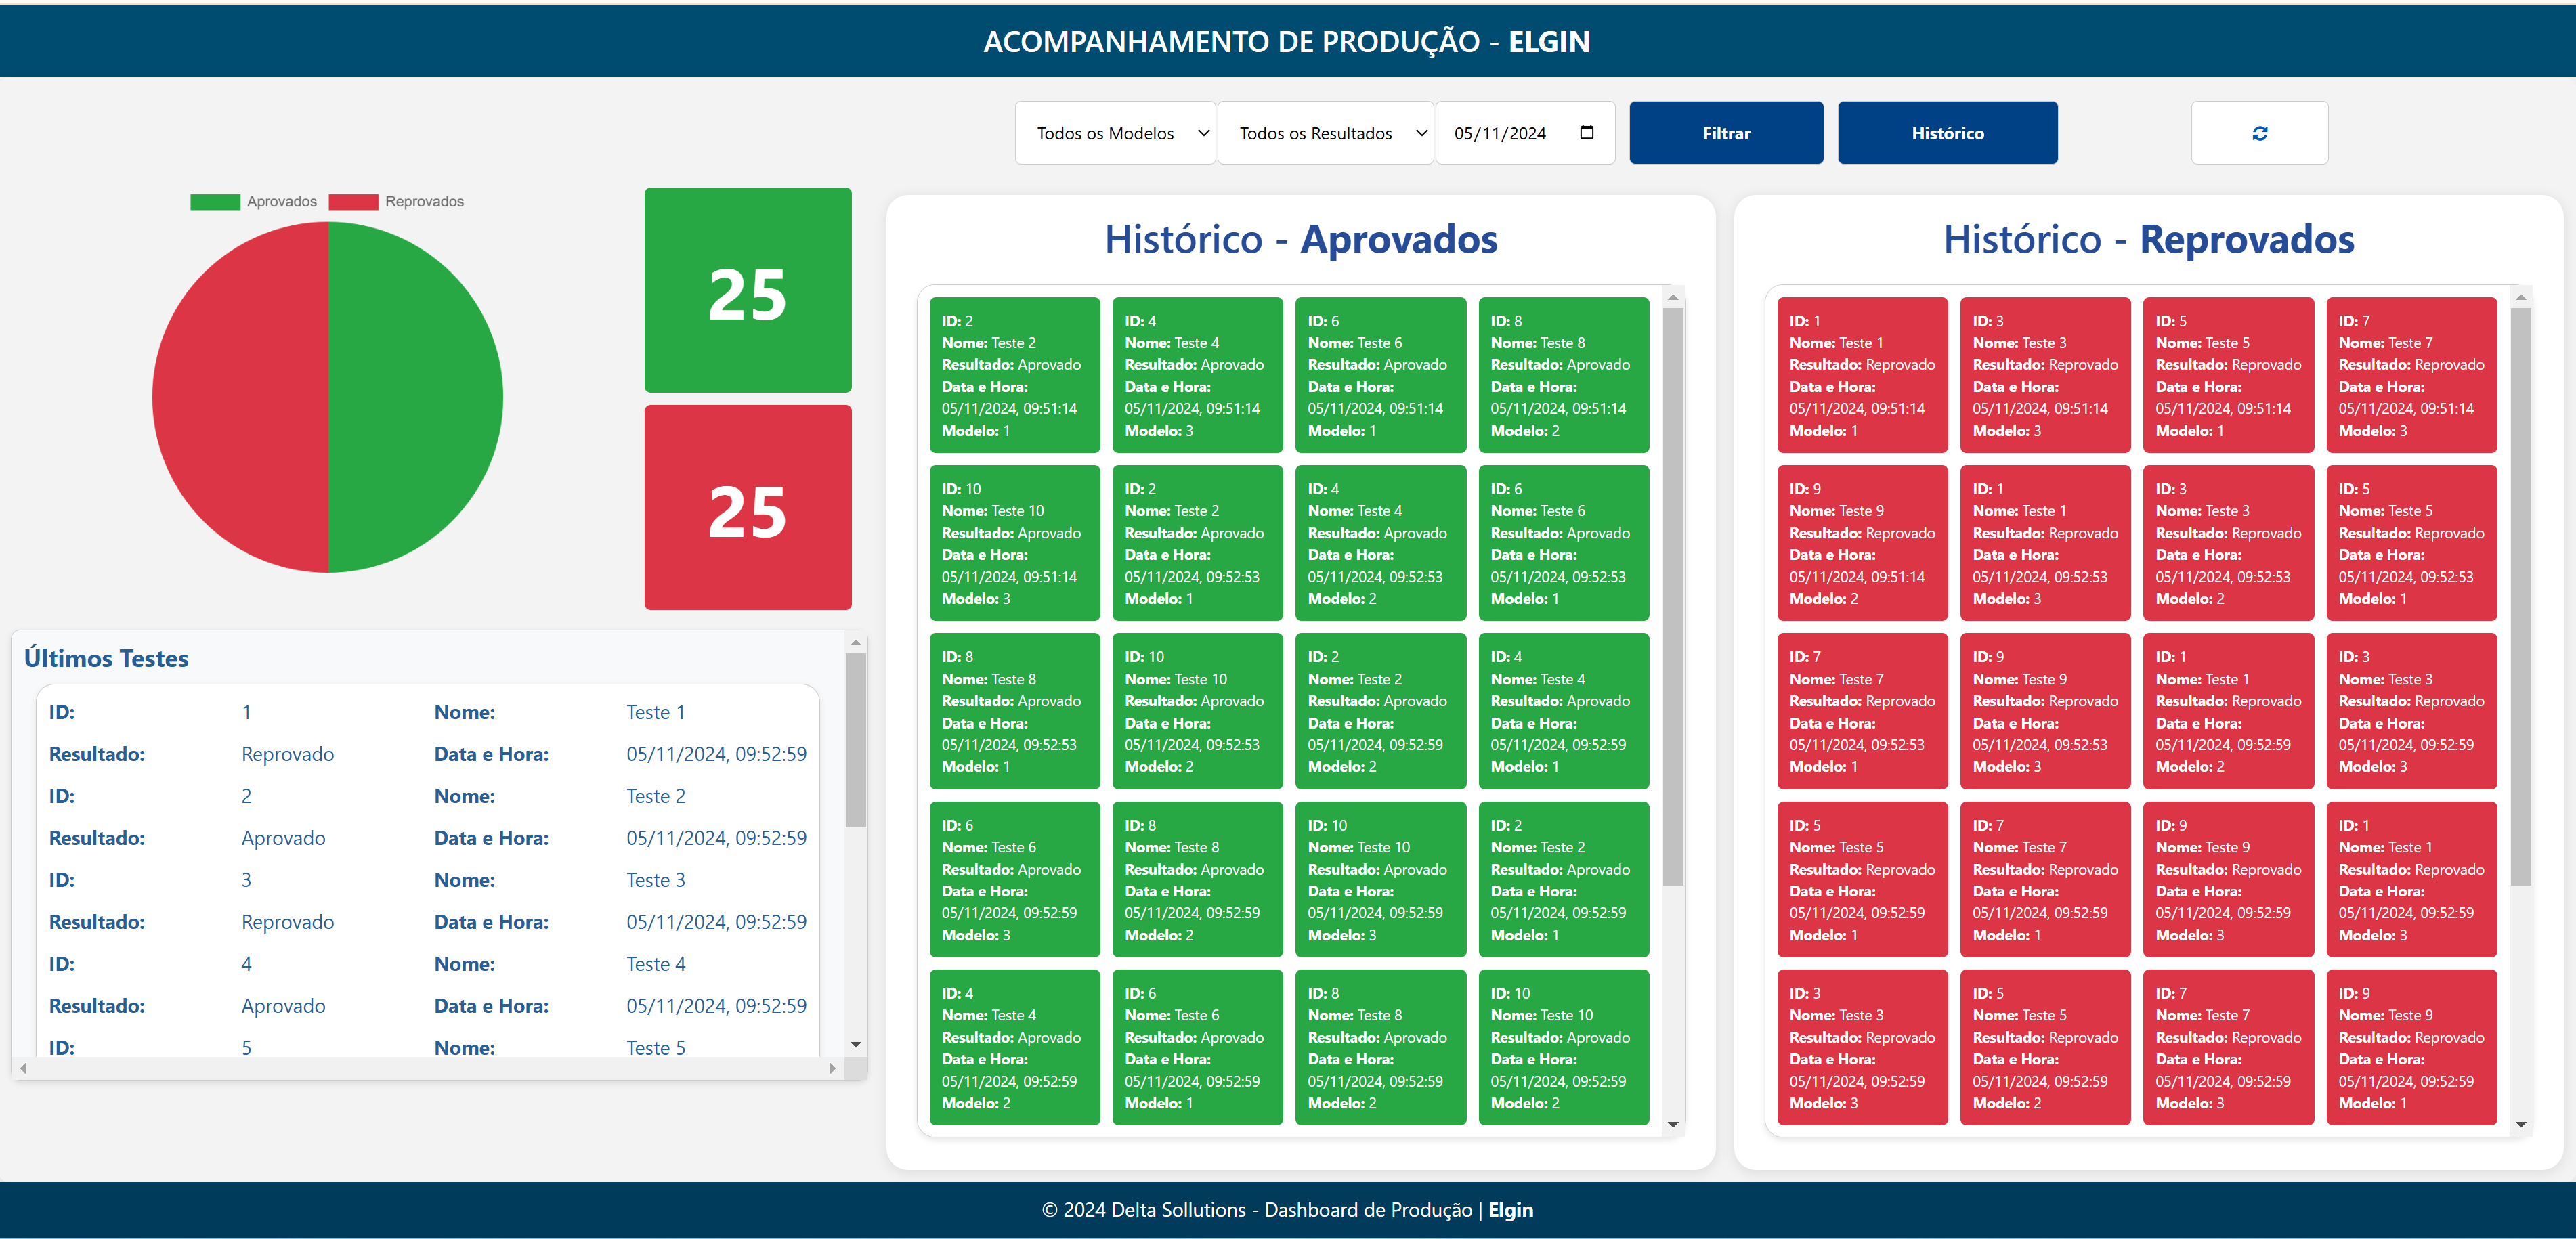 ACOMPANHAMENTO DE PRODUÇÃO - ELGIN
Todos os Modelos
Todos os Resultados
05/11/2024
Filtrar
Histórico
Aprovados
Reprovados
25
25
Últimos Testes
ID: 1 Nome: Teste 1
Resultado: Reprovado Data e Hora: 05/11/2024, 09:52:59
ID: 2 Nome: Teste 2
Resultado: Aprovado Data e Hora: 05/11/2024, 09:52:59
ID: 3 Nome: Teste 3
Resultado: Reprovado Data e Hora: 05/11/2024, 09:52:59
ID: 4 Nome: Teste 4
Resultado: Aprovado Data e Hora: 05/11/2024, 09:52:59
ID: 5 Nome: Teste 5
Histórico - Aprovados
ID: 2
Nome: Teste 2
Resultado: Aprovado
Data e Hora:
05/11/2024, 09:51:14
Modelo: 1
ID: 4
Nome: Teste 4
Resultado: Aprovado
Data e Hora:
05/11/2024, 09:51:14
Modelo: 3
ID: 6
Nome: Teste 6
Resultado: Aprovado
Data e Hora:
05/11/2024, 09:51:14
Modelo: 1
ID: 8
Nome: Teste 8
Resultado: Aprovado
Data e Hora:
05/11/2024, 09:51:14
Modelo: 2
ID: 10
Nome: Teste 10
Resultado: Aprovado
Data e Hora:
05/11/2024, 09:51:14
Modelo: 3
ID: 2
Nome: Teste 2
Resultado: Aprovado
Data e Hora:
05/11/2024, 09:52:53
Modelo: 1
ID: 4
Nome: Teste 4
Resultado: Aprovado
Data e Hora:
05/11/2024, 09:52:53
Modelo: 2
ID: 6
Nome: Teste 6
Resultado: Aprovado
Data e Hora:
05/11/2024, 09:52:53
Modelo: 1
ID: 8
Nome: Teste 8
Resultado: Aprovado
Data e Hora:
05/11/2024, 09:52:53
Modelo: 1
ID: 10
Nome: Teste 10
Resultado: Aprovado
Data e Hora:
05/11/2024, 09:52:53
Modelo: 2
ID: 2
Nome: Teste 2
Resultado: Aprovado
Data e Hora:
05/11/2024, 09:52:59
Modelo: 2
ID: 4
Nome: Teste 4
Resultado: Aprovado
Data e Hora:
05/11/2024, 09:52:59
Modelo: 1
ID: 6
Nome: Teste 6
Resultado: Aprovado
Data e Hora:
05/11/2024, 09:52:59
Modelo: 3
ID: 8
Nome: Teste 8
Resultado: Aprovado
Data e Hora:
05/11/2024, 09:52:59
Modelo: 2
ID: 10
Nome: Teste 10
Resultado: Aprovado
Data e Hora:
05/11/2024, 09:52:59
Modelo: 3
ID: 2
Nome: Teste 2
Resultado: Aprovado
Data e Hora:
05/11/2024, 09:52:59
Modelo: 1
ID: 4
Nome: Teste 4
Resultado: Aprovado
Data e Hora:
05/11/2024, 09:52:59
Modelo: 2
ID: 6
Nome: Teste 6
Resultado: Aprovado
Data e Hora:
05/11/2024, 09:52:59
Modelo: 1
ID: 8
Nome: Teste 8
Resultado: Aprovado
Data e Hora:
05/11/2024, 09:52:59
Modelo: 2
ID: 10
Nome: Teste 10
Resultado: Aprovado
Data e Hora:
05/11/2024, 09:52:59
Modelo: 2
Histórico - Reprovados
ID: 1
Nome: Teste 1
Resultado: Reprovado
Data e Hora:
05/11/2024, 09:51:14
Modelo: 1
ID: 3
Nome: Teste 3
Resultado: Reprovado
Data e Hora:
05/11/2024, 09:51:14
Modelo: 3
ID: 5
Nome: Teste 5
Resultado: Reprovado
Data e Hora:
05/11/2024, 09:51:14
Modelo: 1
ID: 7
Nome: Teste 7
Resultado: Reprovado
Data e Hora:
05/11/2024, 09:51:14
Modelo: 3
ID: 9
Nome: Teste 9
Resultado: Reprovado
Data e Hora:
05/11/2024, 09:51:14
Modelo: 2
ID: 1
Nome: Teste 1
Resultado: Reprovado
Data e Hora:
05/11/2024, 09:52:53
Modelo: 3
ID: 3
Nome: Teste 3
Resultado: Reprovado
Data e Hora:
05/11/2024, 09:52:53
Modelo: 2
ID: 5
Nome: Teste 5
Resultado: Reprovado
Data e Hora:
05/11/2024, 09:52:53
Modelo: 1
ID: 7
Nome: Teste 7
Resultado: Reprovado
Data e Hora:
05/11/2024, 09:52:53
Modelo: 1
ID: 9
Nome: Teste 9
Resultado: Reprovado
Data e Hora:
05/11/2024, 09:52:53
Modelo: 3
ID: 1
Nome: Teste 1
Resultado: Reprovado
Data e Hora:
05/11/2024, 09:52:59
Modelo: 2
ID: 3
Nome: Teste 3
Resultado: Reprovado
Data e Hora:
05/11/2024, 09:52:59
Modelo: 3
ID: 5
Nome: Teste 5
Resultado: Reprovado
Data e Hora:
05/11/2024, 09:52:59
Modelo: 1
ID: 7
Nome: Teste 7
Resultado: Reprovado
Data e Hora:
05/11/2024, 09:52:59
Modelo: 1
ID: 9
Nome: Teste 9
Resultado: Reprovado
Data e Hora:
05/11/2024, 09:52:59
Modelo: 3
ID: 1
Nome: Teste 1
Resultado: Reprovado
Data e Hora:
05/11/2024, 09:52:59
Modelo: 3
ID: 3
Nome: Teste 3
Resultado: Reprovado
Data e Hora:
05/11/2024, 09:52:59
Modelo: 3
ID: 5
Nome: Teste 5
Resultado: Reprovado
Data e Hora:
05/11/2024, 09:52:59
Modelo: 2
ID: 7
Nome: Teste 7
Resultado: Reprovado
Data e Hora:
05/11/2024, 09:52:59
Modelo: 3
ID: 9
Nome: Teste 9
Resultado: Reprovado
Data e Hora:
05/11/2024, 09:52:59
Modelo: 1
© 2024 Delta Sollutions - Dashboard de Produção | Elgin